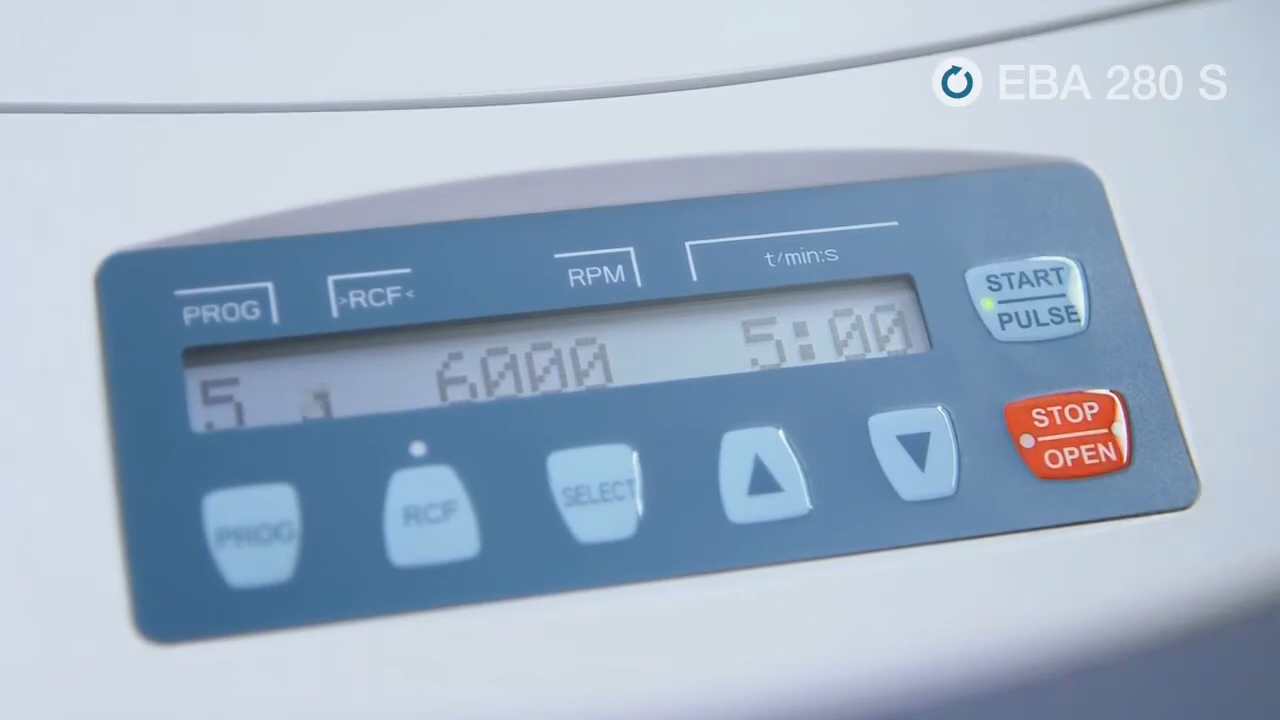 EBA 280 S
PROG >RCF< RPM t/min:s
5 6000 5:00
START
PULSE
STOP
OPEN
PROG RCF SELECT